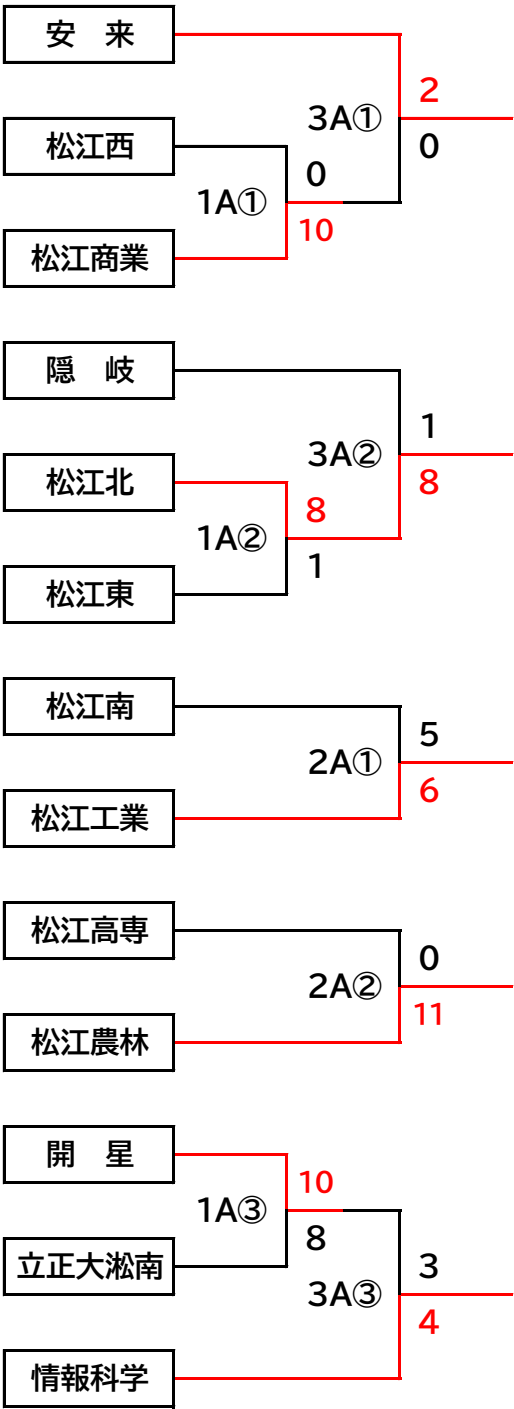 安　来
2
3A①
0
松江西
0
1A①
10
松江商業
隠　岐
1
3A②
8
松江北
8
1A②
1
松江東
松江南
5
2A①
6
松江工業
松江高専
0
2A②
11
松江農林
開　星
10
1A③
8
立正大淞南
3
3A③
4
情報科学